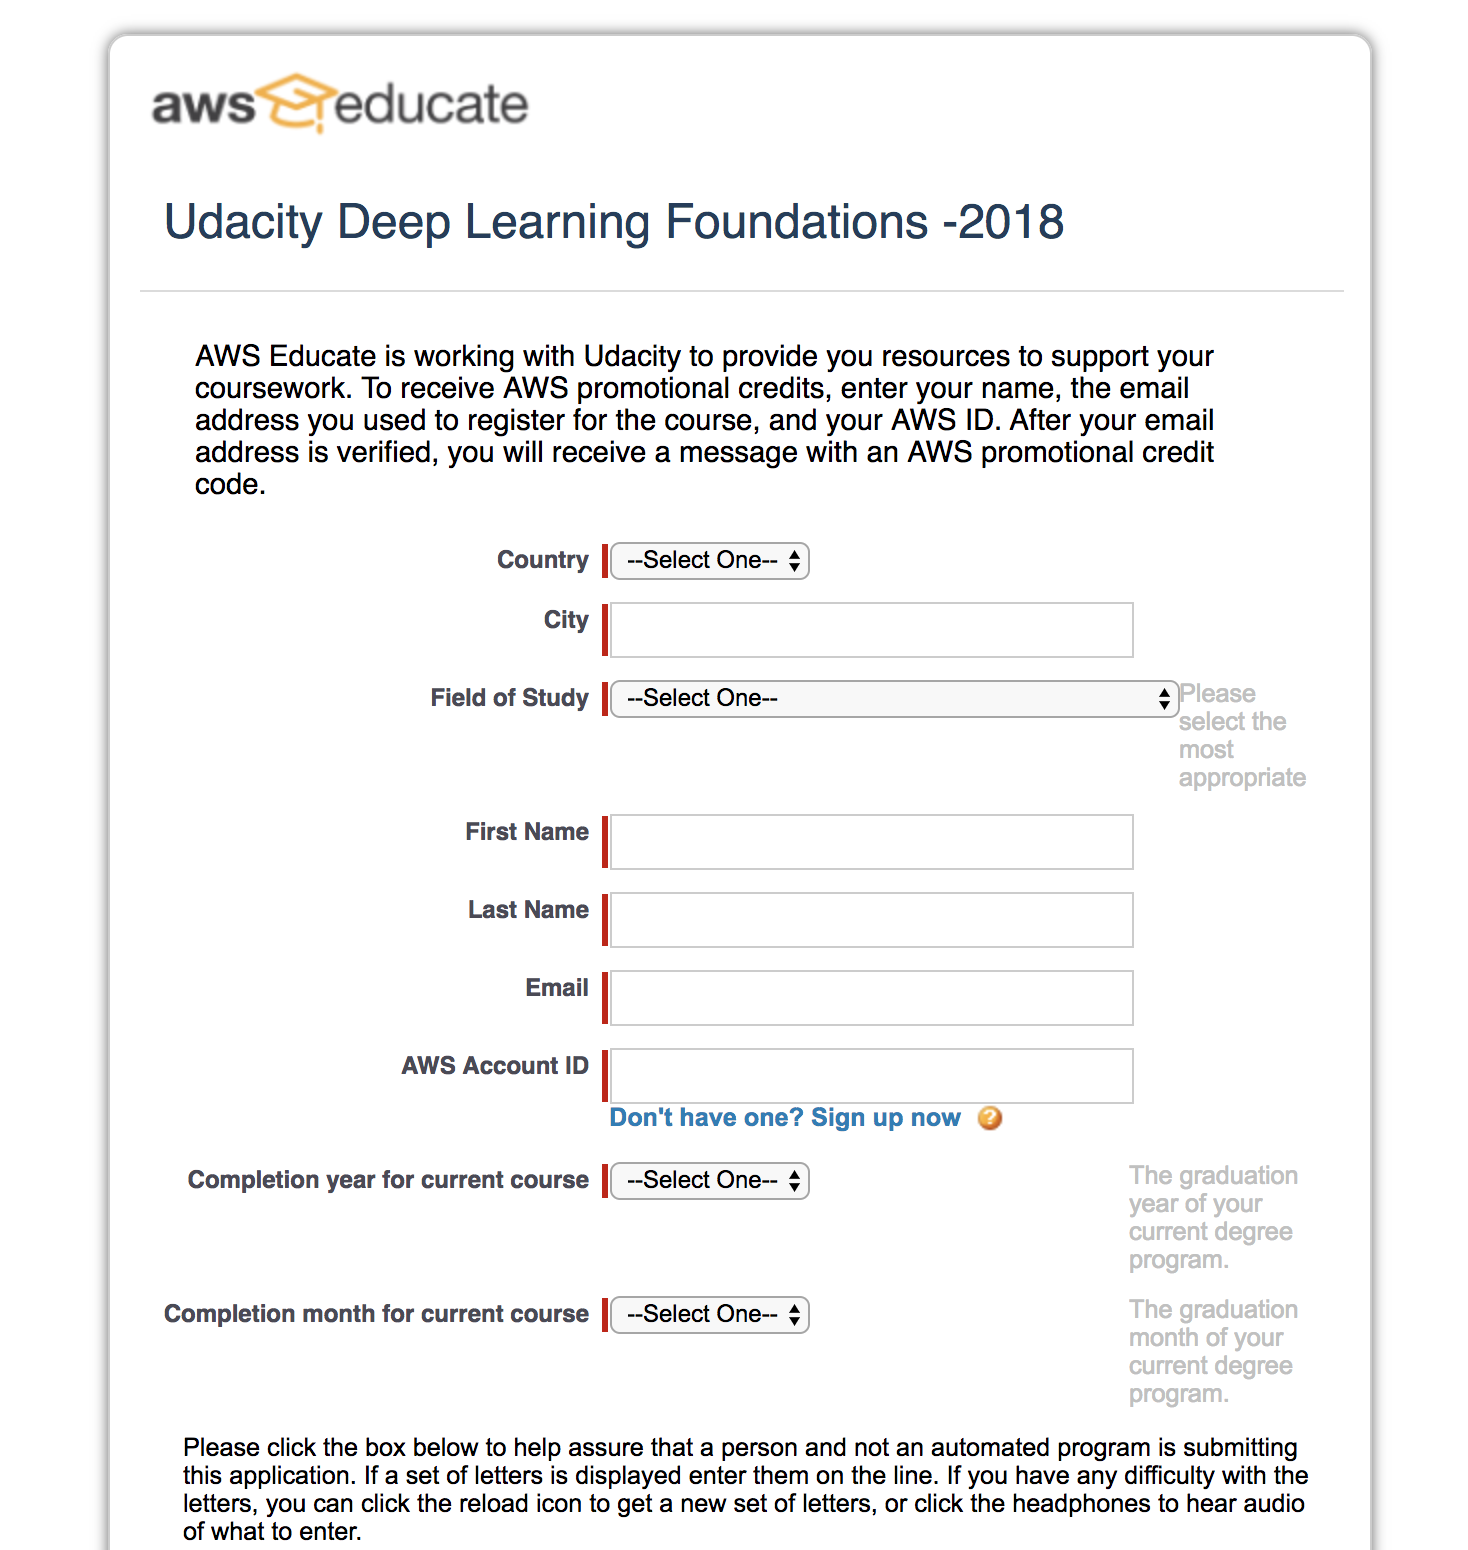 aws educate
Udacity Deep Learning Foundations -2018
AWS Educate is working with Udacity to provide you resources to support your
coursework. To receive AWS promotional credits, enter your name, the email
address you used to register for the course, and your AWS ID. After your email
address is verified, you will receive a message with an AWS promotional credit
code.
Country --Select One--
City
Field of Study --Select One-- Please
select the
most
appropriate
First Name
Last Name
Email
AWS Account ID
Don't have one? Sign up now ?
Completion year for current course --Select One-- The graduation
year of your
current degree
program.
Completion month for current course --Select One-- The graduation
month of your
current degree
program.
Please click the box below to help assure that a person and not an automated program is submitting
this application. If a set of letters is displayed enter them on the line. If you have any difficulty with the
letters, you can click the reload icon to get a new set of letters, or click the headphones to hear audio
of what to enter.